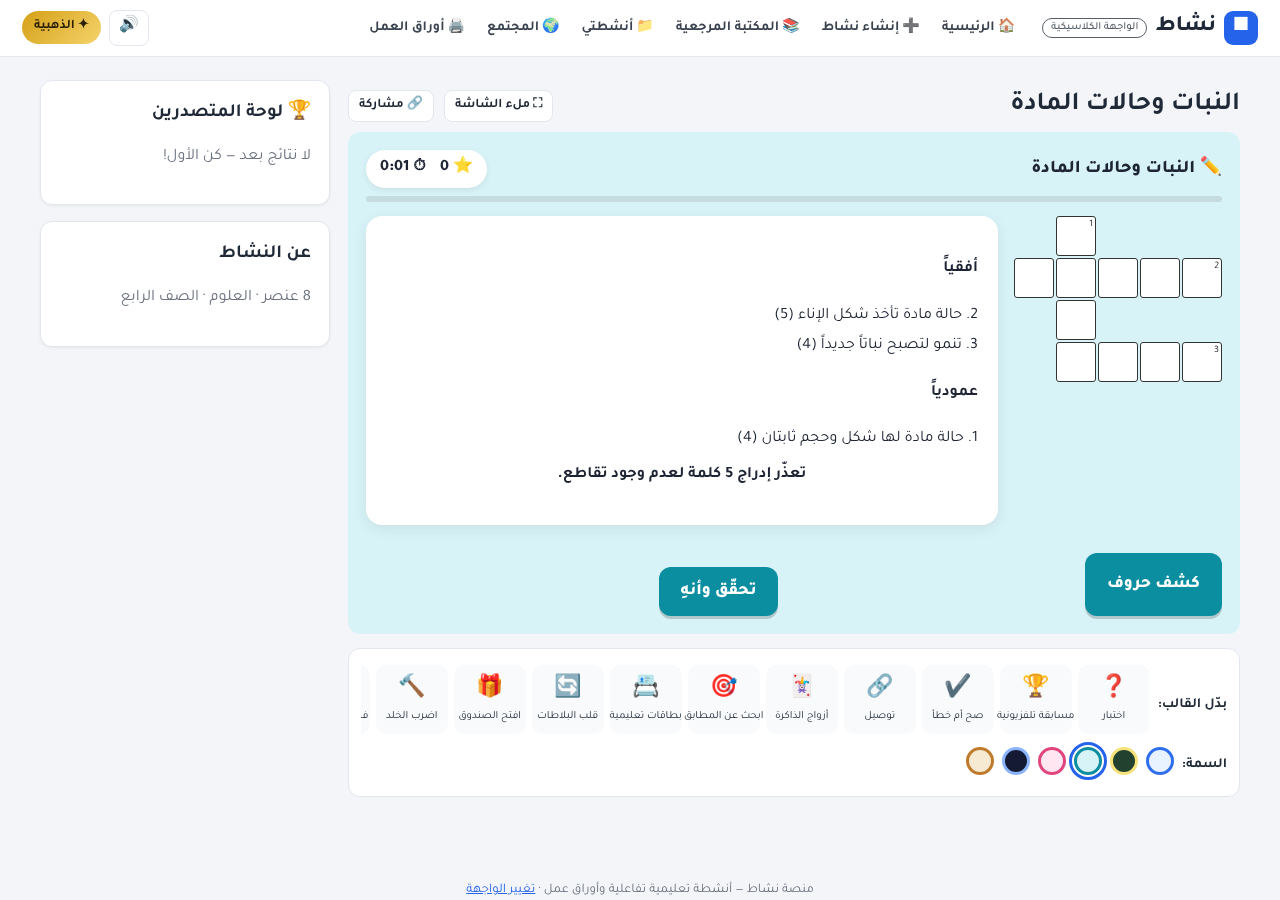 نشاط
الواجهة الكلاسيكية
🏠 الرئيسية
➕ إنشاء نشاط
📚 المكتبة المرجعية
📁 أنشطتي
🌍 المجتمع
🖨️ أوراق العمل
🔊
✦ الذهبية
النبات وحالات المادة
⛶ ملء الشاشة
🔗 مشاركة
✏️ النبات وحالات المادة
⭐ 0 ⏱ 0:01
1
2
3
أفقياً
2. حالة مادة تأخذ شكل الإناء (5)
3. تنمو لتصبح نباتاً جديداً (4)
عمودياً
1. حالة مادة لها شكل وحجم ثابتان (4)
تعذّر إدراج 5 كلمة لعدم وجود تقاطع.
كشف حروف
تحقّق وأنهِ
بدّل القالب:
❓ اختبار
🏆 مسابقة تلفزيونية
✔️ صح أم خطأ
🔗 توصيل
🃏 أزواج الذاكرة
🎯 ابحث عن المطابق
📇 بطاقات تعليمية
🔄 قلب البلاطات
🎁 افتح الصندوق
🔨 اضرب الخلد
السمة:
🏆 لوحة المتصدرين
لا نتائج بعد — كن الأول!
عن النشاط
8 عنصر · العلوم · الصف الرابع
منصة نشاط — أنشطة تعليمية تفاعلية وأوراق عمل · تغيير الواجهة